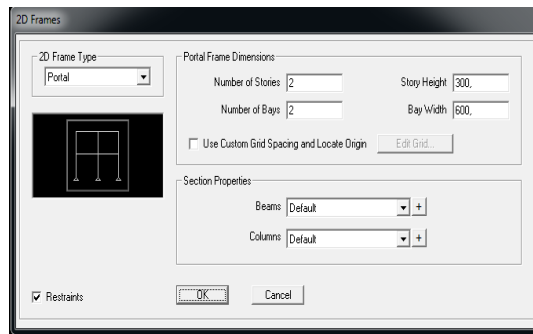 2D Frames
2D Frame Type
Portal
Portal Frame Dimensions
Number of Stories 2
Story Height 300,
Number of Bays 2
Bay Width 600,
Use Custom Grid Spacing and Locate Origin
Edit Grid...
Section Properties
Beams Default +
Columns Default +
Restraints
OK
Cancel